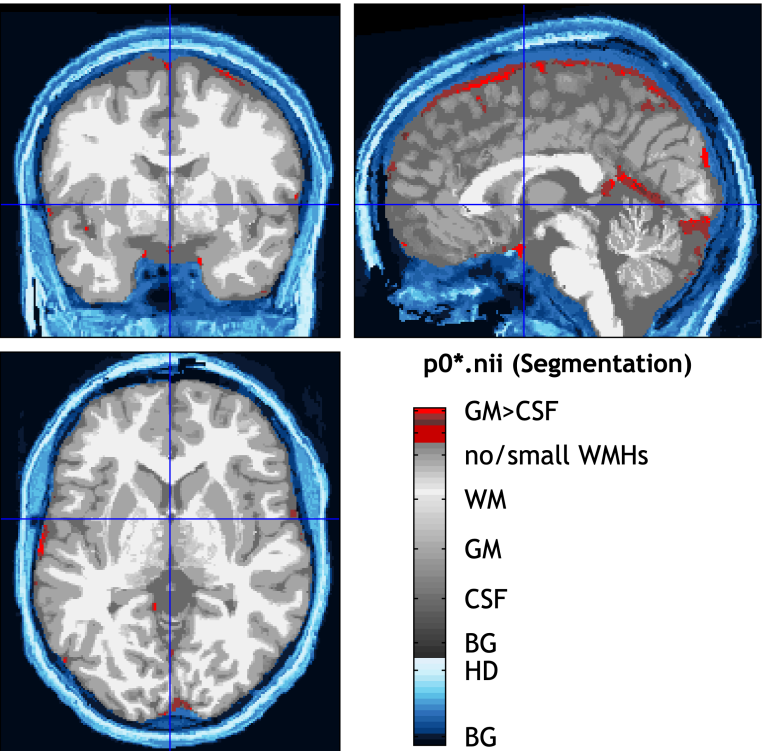 p0*.nii (Segmentation)
GM>CSF
no/small WMHs
WM
GM
CSF
BG
HD
BG